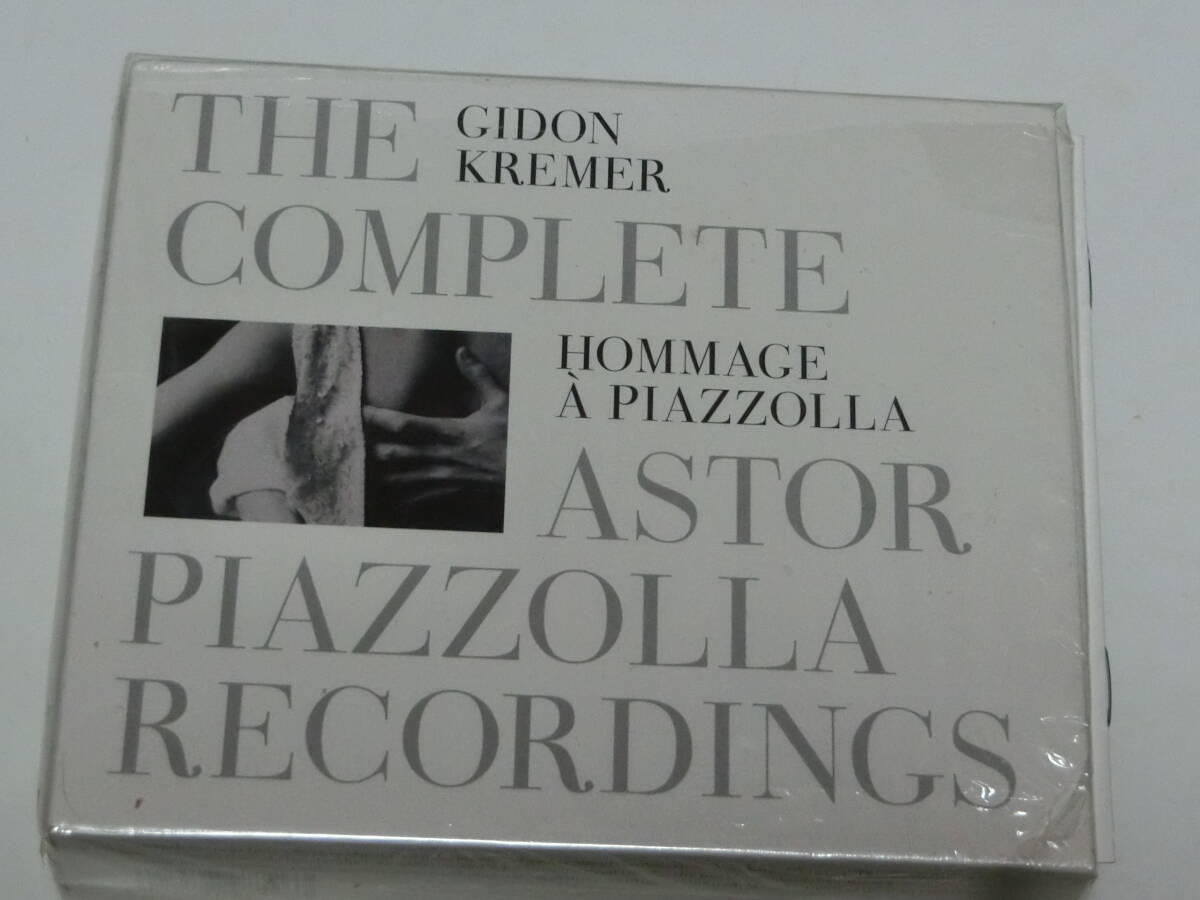 THE
GIDON
KREMER
COMPLETE
HOMMAGE
À PIAZZOLLA
ASTOR
PIAZZOLLA
RECORDINGS